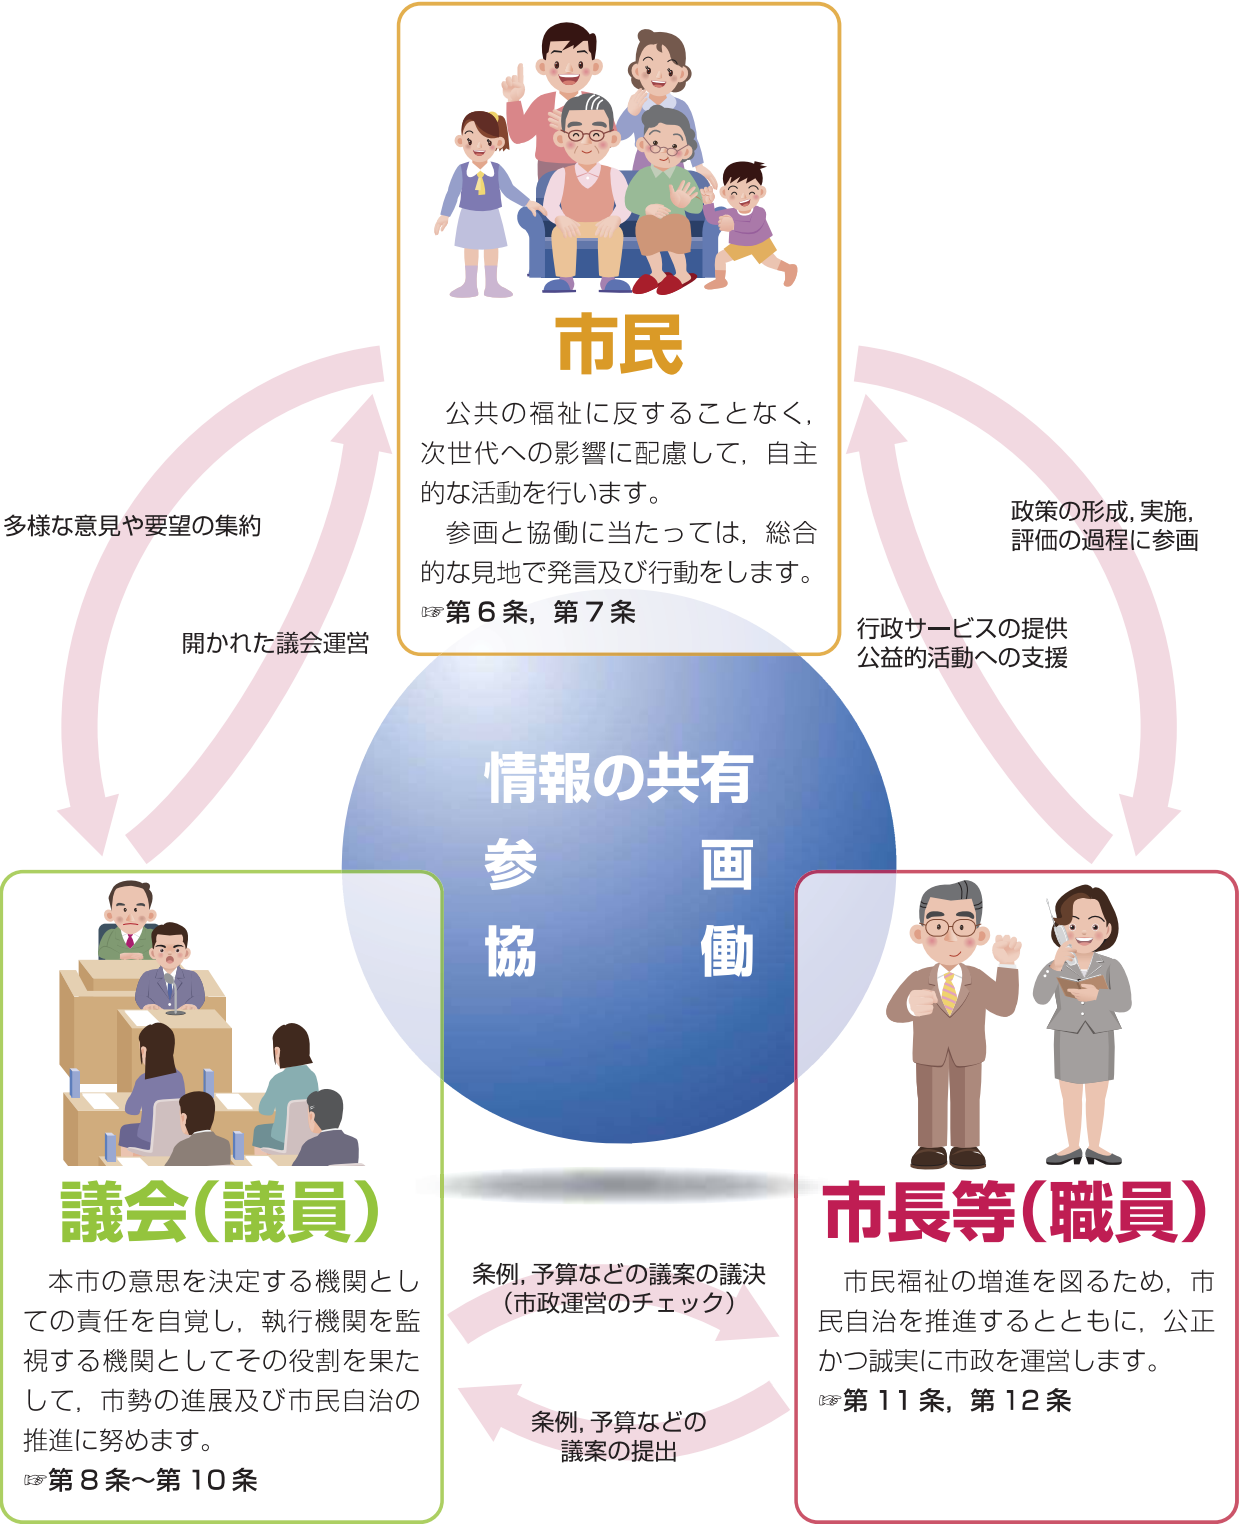 市民
公共の福祉に反することなく，
次世代への影響に配慮して，自主
的な活動を行います。
参画と協働に当たっては，総合
的な見地で発言及び行動をします。
☞第6条，第7条
多様な意見や要望の集約
開かれた議会運営
政策の形成，実施，
評価の過程に参画
行政サービスの提供
公益的活動への支援
情報の共有
参画
協働
議会（議員）
本市の意思を決定する機関とし
ての責任を自覚し，執行機関を監
視する機関としてその役割を果た
して，市勢の進展及び市民自治の
推進に努めます。
☞第8条〜第10条
条例，予算などの議案の議決
（市政運営のチェック）
条例，予算などの
議案の提出
市長等（職員）
市民福祉の増進を図るため，市
民自治を推進するとともに，公正
かつ誠実に市政を運営します。
☞第11条，第12条